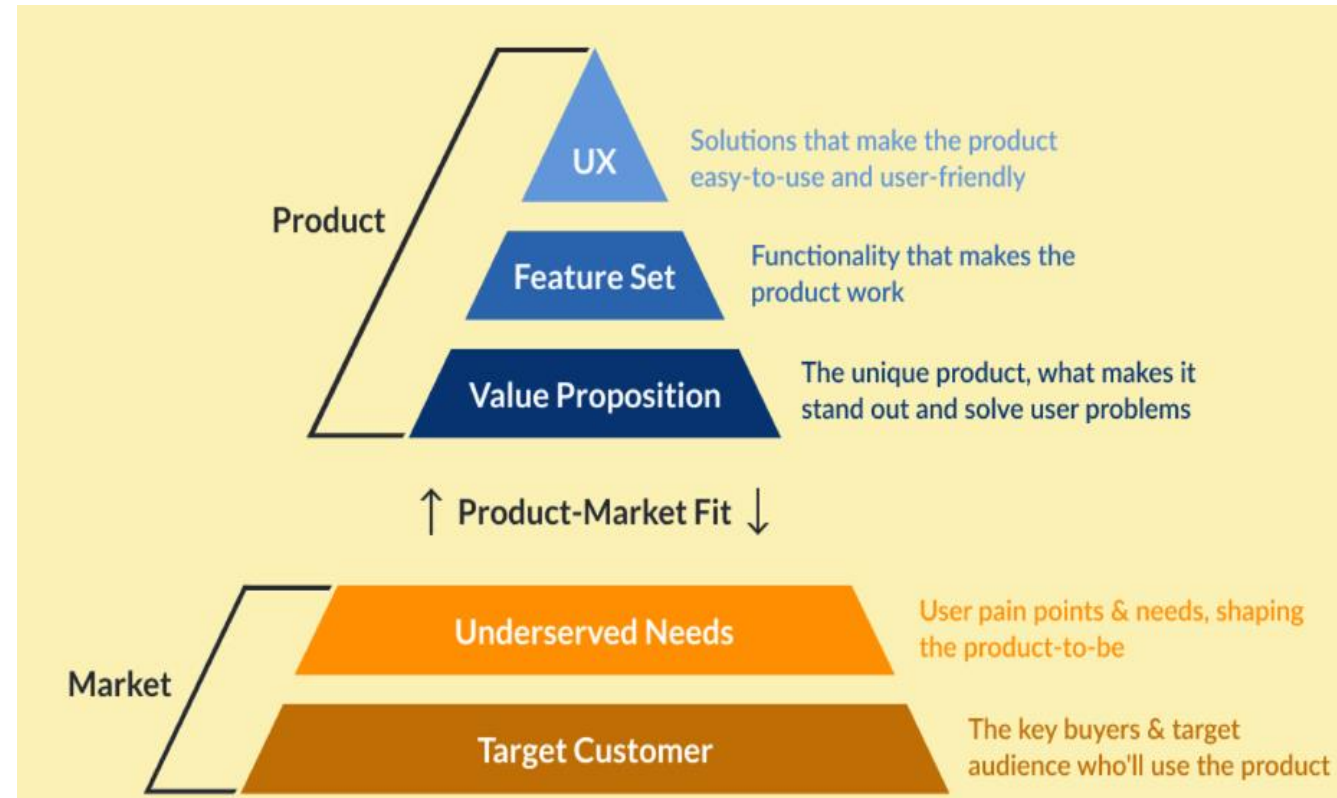 UX
Solutions that make the product
easy-to-use and user-friendly
Product
Feature Set
Functionality that makes the
product work
Value Proposition
The unique product, what makes it
stand out and solve user problems
↑ Product-Market Fit ↓
Underserved Needs
User pain points & needs, shaping
the product-to-be
Market
Target Customer
The key buyers & target
audience who'll use the product